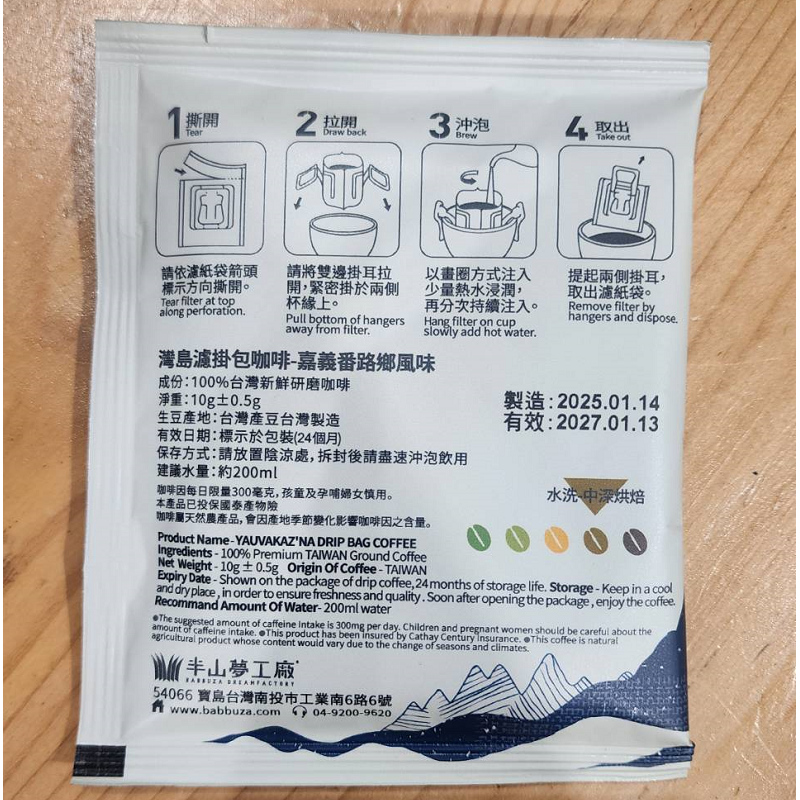 1 撕開
Tear
2 拉開
Draw back
3 沖泡
Brew
4 取出
Take out
請依濾紙袋箭頭
標示方向撕開。
Tear filter at top
along perforation.
請將雙邊掛耳拉
開,緊密掛於兩側
杯緣上。
Pull bottom of hangers
away from filter.
以畫圈方式注入
少量熱水浸潤,
再分次持續注入。
Hang filter on cup
slowly add hot water.
提起兩側掛耳,
取出濾紙袋。
Remove filter by
hangers and dispose.
灣島濾掛包咖啡-嘉義番路鄉風味
成份:100%台灣新鮮研磨咖啡
淨重:10g±0.5g
生豆產地:台灣產豆台灣製造
有效日期:標示於包裝(24個月)
保存方式:請放置陰涼處,拆封後請盡速沖泡飲用
建議水量:約200ml
製造:2025.01.14
有效:2027.01.13
咖啡因每日限量300毫克,孩童及孕哺婦女慎用。
本產品已投保國泰產物險
咖啡屬天然農產品,會因產地季節變化影響咖啡因之含量。
水洗-中深烘焙
Product Name - YAUVAKAZ'NA DRIP BAG COFFEE
Ingredients - 100% Premium TAIWAN Ground Coffee
Net Weight - 10g ± 0.5g Origin Of Coffee - TAIWAN
Expiry Date - Shown on the package of drip coffee, 24 months of storage life. Storage - Keep in a cool
and dry place, in order to ensure freshness and quality. Soon after opening the package, enjoy the coffee.
Recommand Amount Of Water - 200ml water
●The suggested amount of caffeine intake is 300mg per day. Children and pregnant women should be careful about the
amount of caffeine intake. ●This product has been insured by Cathay Century Insurance. ●This coffee is natural
agricultural product whose content would vary due to the change of seasons and climates.
半山夢工廠
BABBUZA DREAMFACTORY
54066 寶島台灣南投市工業南6路6號
www.babbuza.com 04-9200-9620